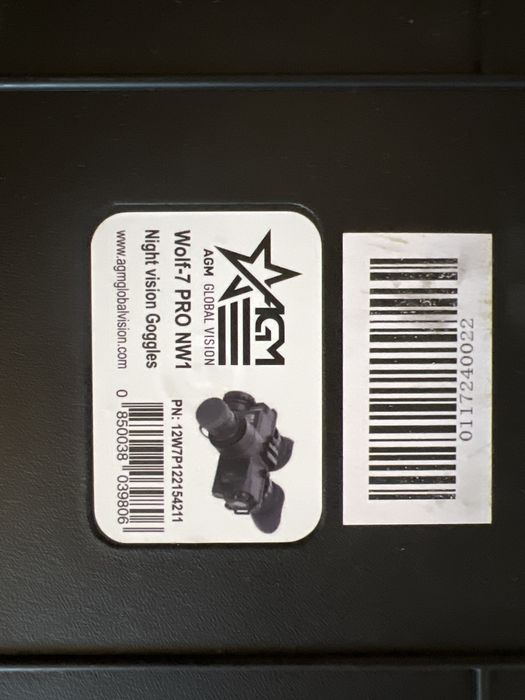 AGM
AGM GLOBAL VISION
Wolf-7 PRO NW1
Night vision Goggles
www.agmglobalvision.com
PN: 12W7P122154211
0 850038 039806
0117240022